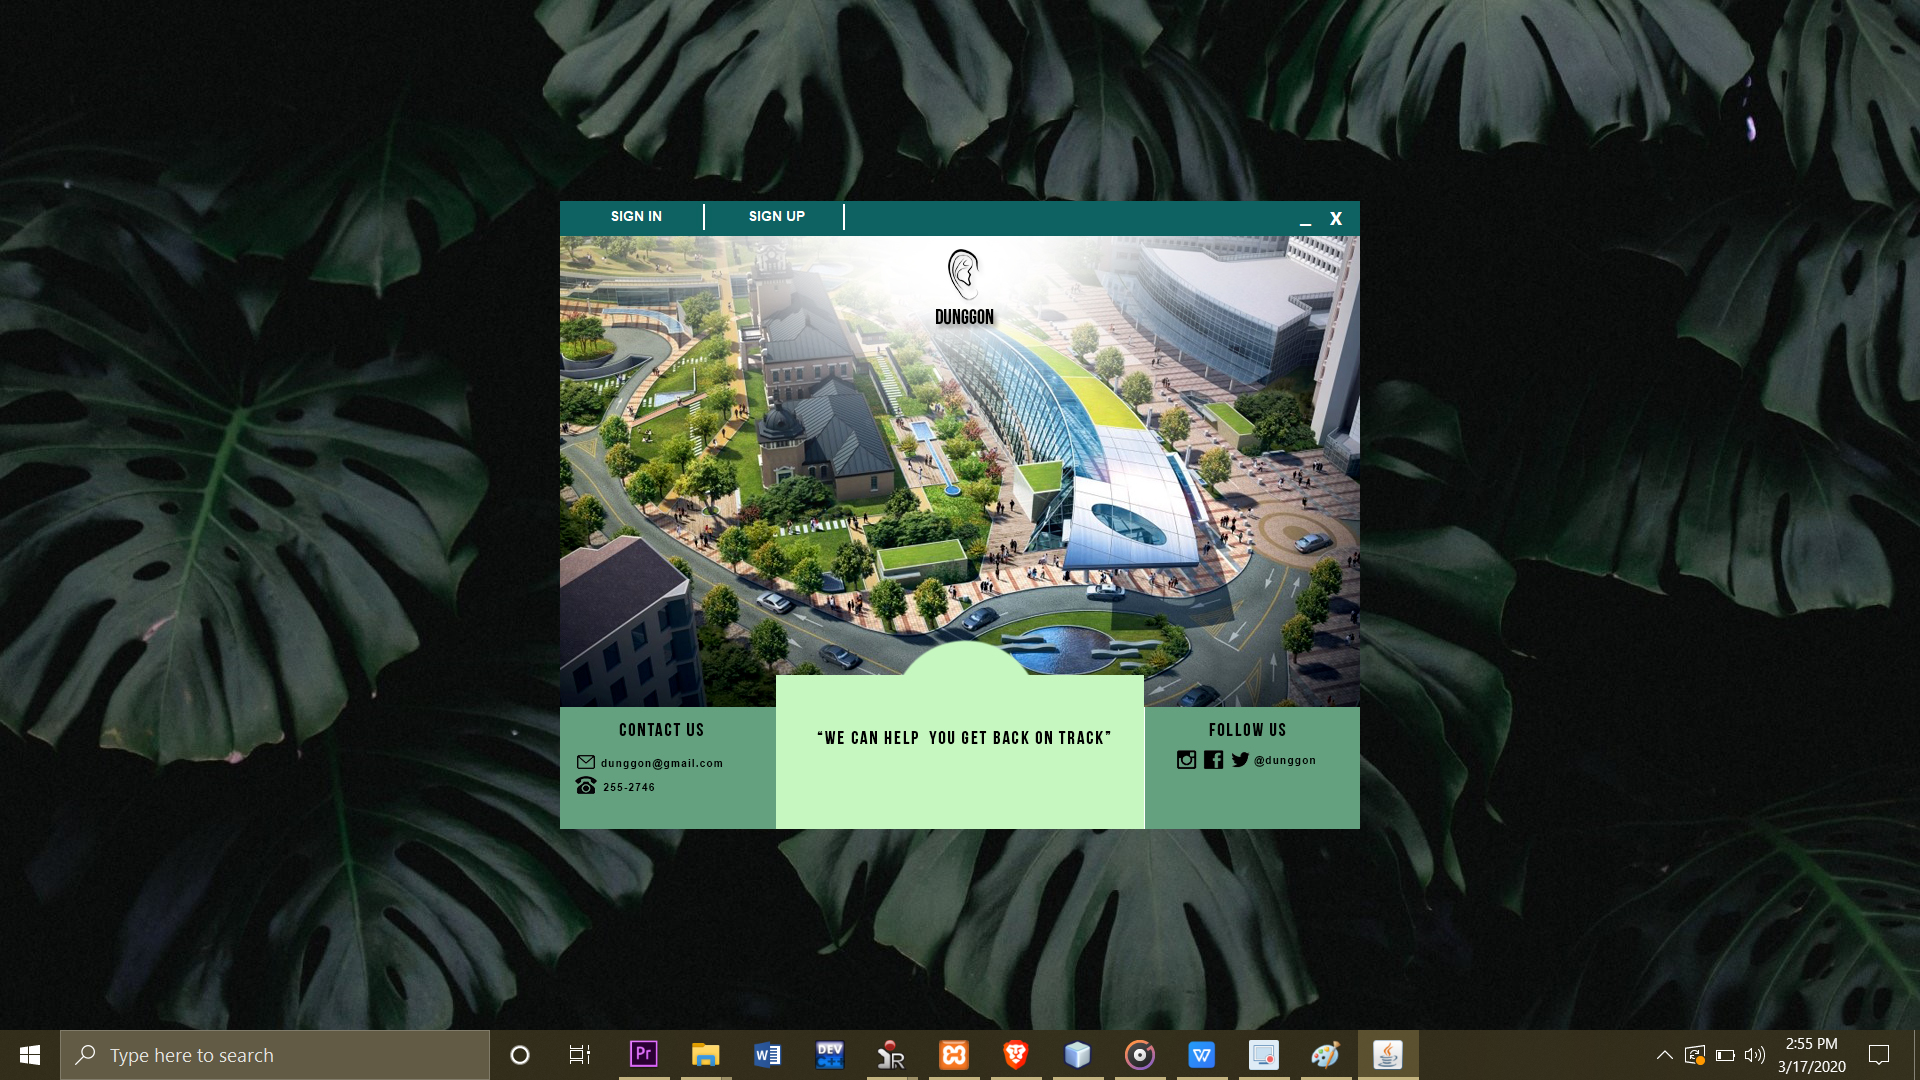 SIGN IN
SIGN UP
_ X
DUNGGON
CONTACT US
dunggon@gmail.com
255-2746
“WE CAN HELP YOU GET BACK ON TRACK”
FOLLOW US
@dunggon
Type here to search
Pr
W
DEV
C++
R
W
2:55 PM
3/17/2020